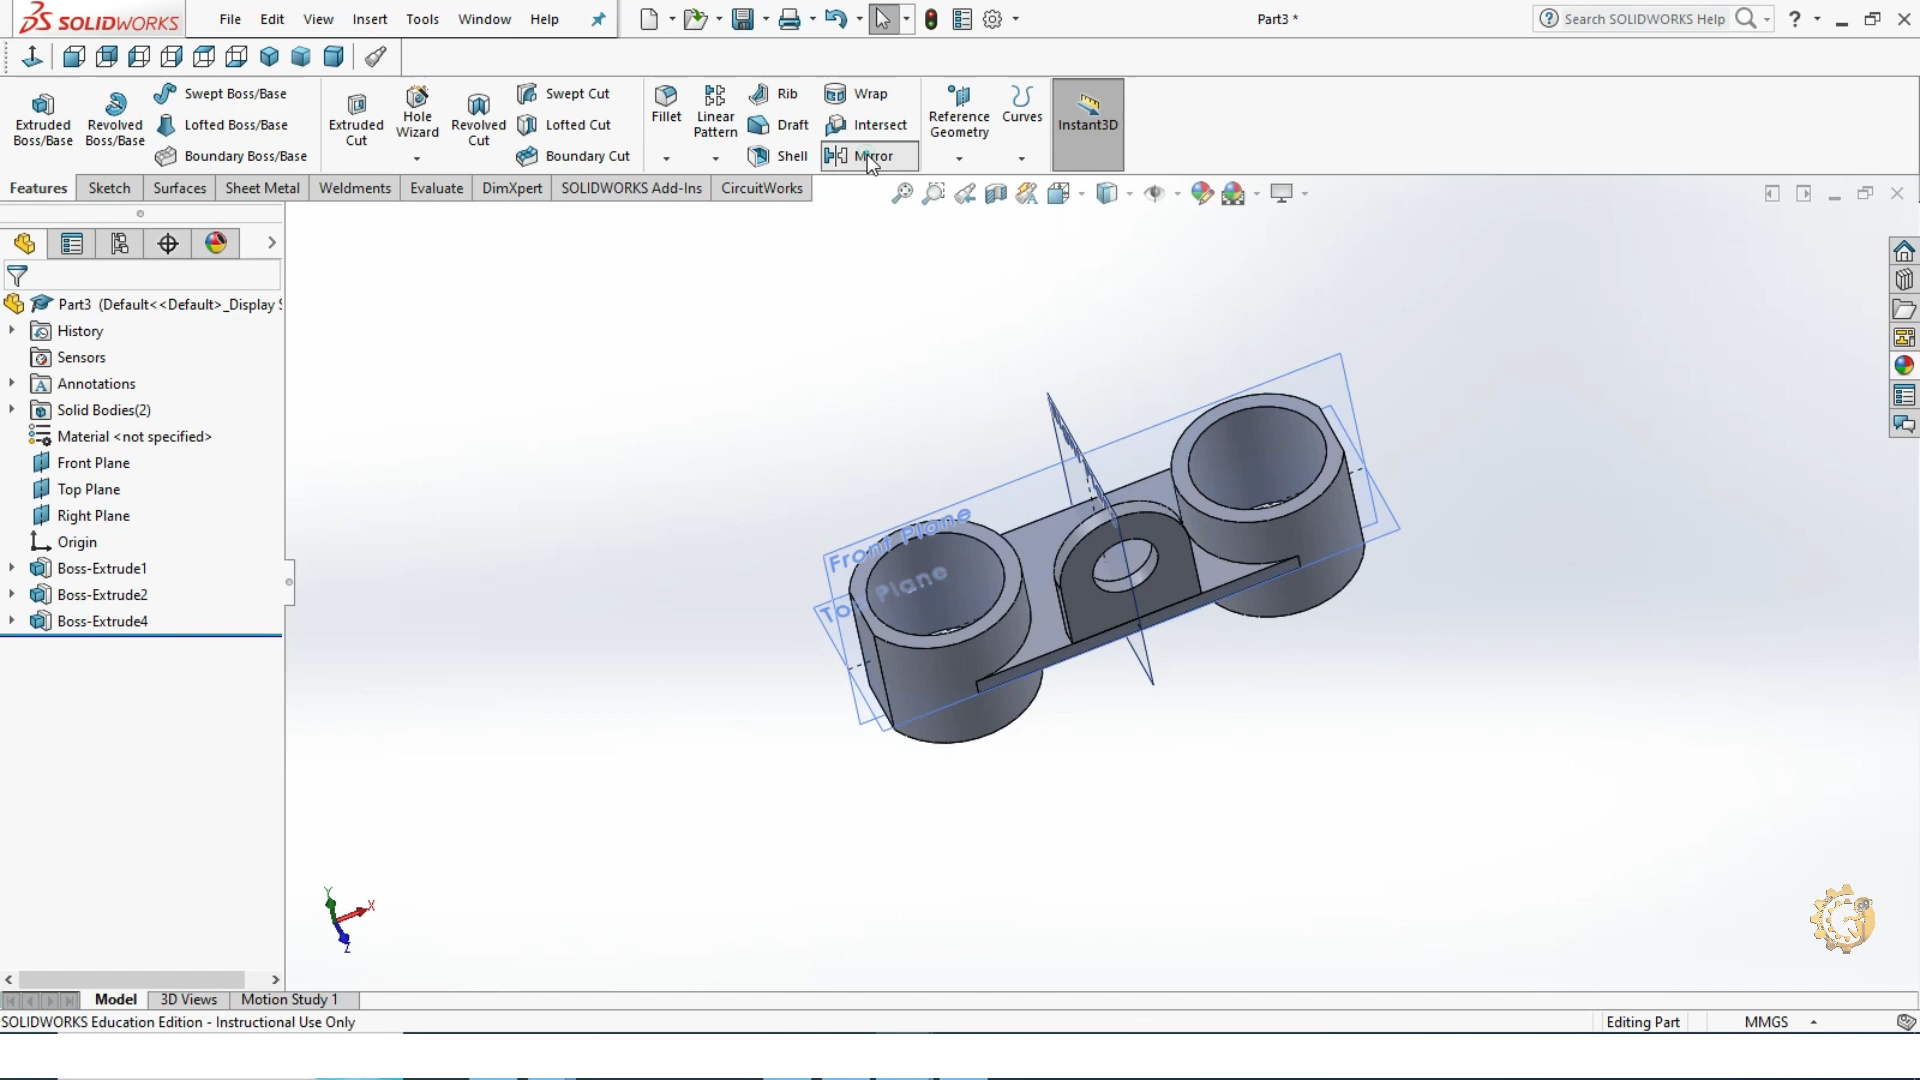 SOLIDWORKS File Edit View Insert Tools Window Help Part3 * Search SOLIDWORKS Help ?
Extruded Boss/Base
Revolved Boss/Base
Swept Boss/Base
Lofted Boss/Base
Boundary Boss/Base
Extruded Cut
Hole Wizard
Revolved Cut
Swept Cut
Lofted Cut
Boundary Cut
Fillet
Linear Pattern
Rib
Draft
Shell
Wrap
Intersect
Mirror
Reference Geometry
Curves
Instant3D
Features Sketch Surfaces Sheet Metal Weldments Evaluate DimXpert SOLIDWORKS Add-Ins CircuitWorks
Part3 (Default<<Default>_Display S
History
Sensors
Annotations
Solid Bodies(2)
Material <not specified>
Front Plane
Top Plane
Right Plane
Origin
Boss-Extrude1
Boss-Extrude2
Boss-Extrude4
Front Plane
Top Plane
Y
X
Z
Model 3D Views Motion Study 1
SOLIDWORKS Education Edition - Instructional Use Only Editing Part MMGS